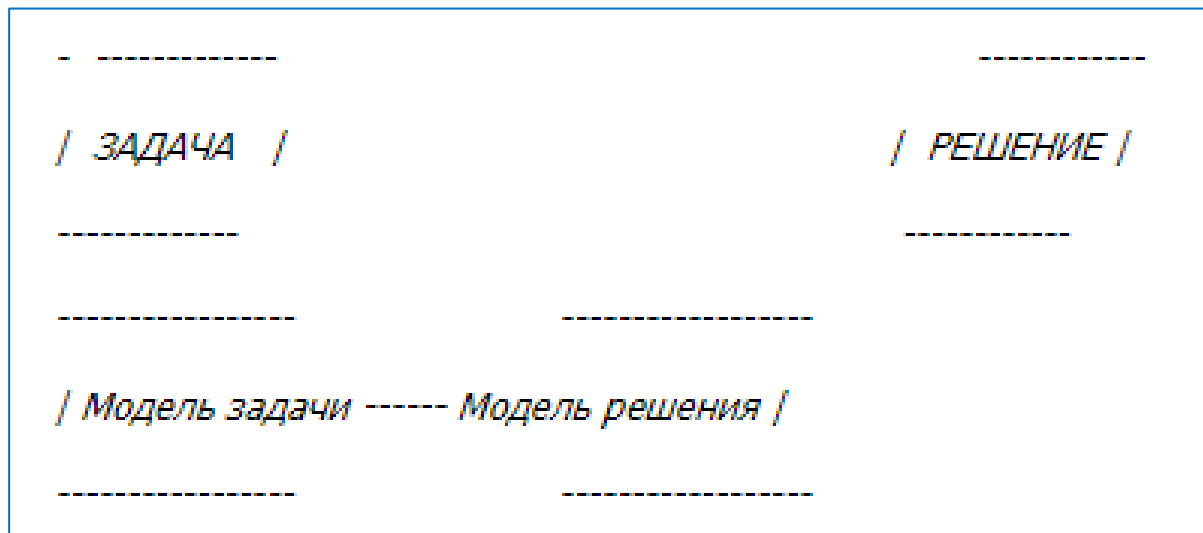 - -------------                                                        ------------
| ЗАДАЧА |                                                | РЕШЕНИЕ |
-------------                                                  ------------
-----------------                    ------------------
| Модель задачи ------ Модель решения |
-----------------                    ------------------